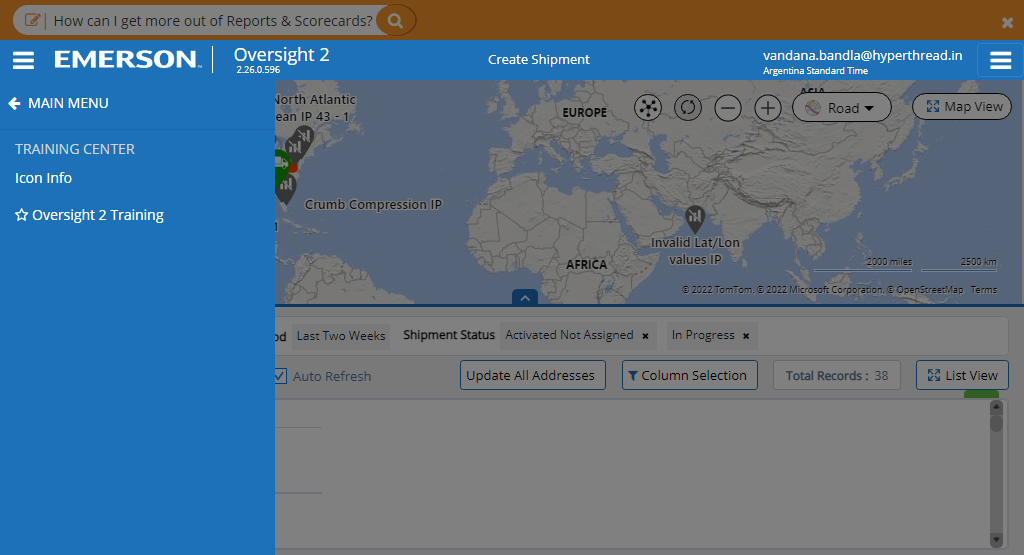 How can I get more out of Reports & Scorecards?
EMERSON
Oversight 2
2.26.0.596
Create Shipment
vandana.bandla@hyperthread.in
Argentina Standard Time
MAIN MENU
TRAINING CENTER
Icon Info
Oversight 2 Training
North Atlantic
ean IP 43 - 1
EUROPE
ASIA
Road
Map View
Crumb Compression IP
Invalid Lat/Lon
values IP
AFRICA
2000 miles
2500 km
© 2022 TomTom, © 2022 Microsoft Corporation, © OpenStreetMap Terms
od
Last Two Weeks
Shipment Status
Activated Not Assigned ×
In Progress ×
Auto Refresh
Update All Addresses
Column Selection
Total Records : 38
List View